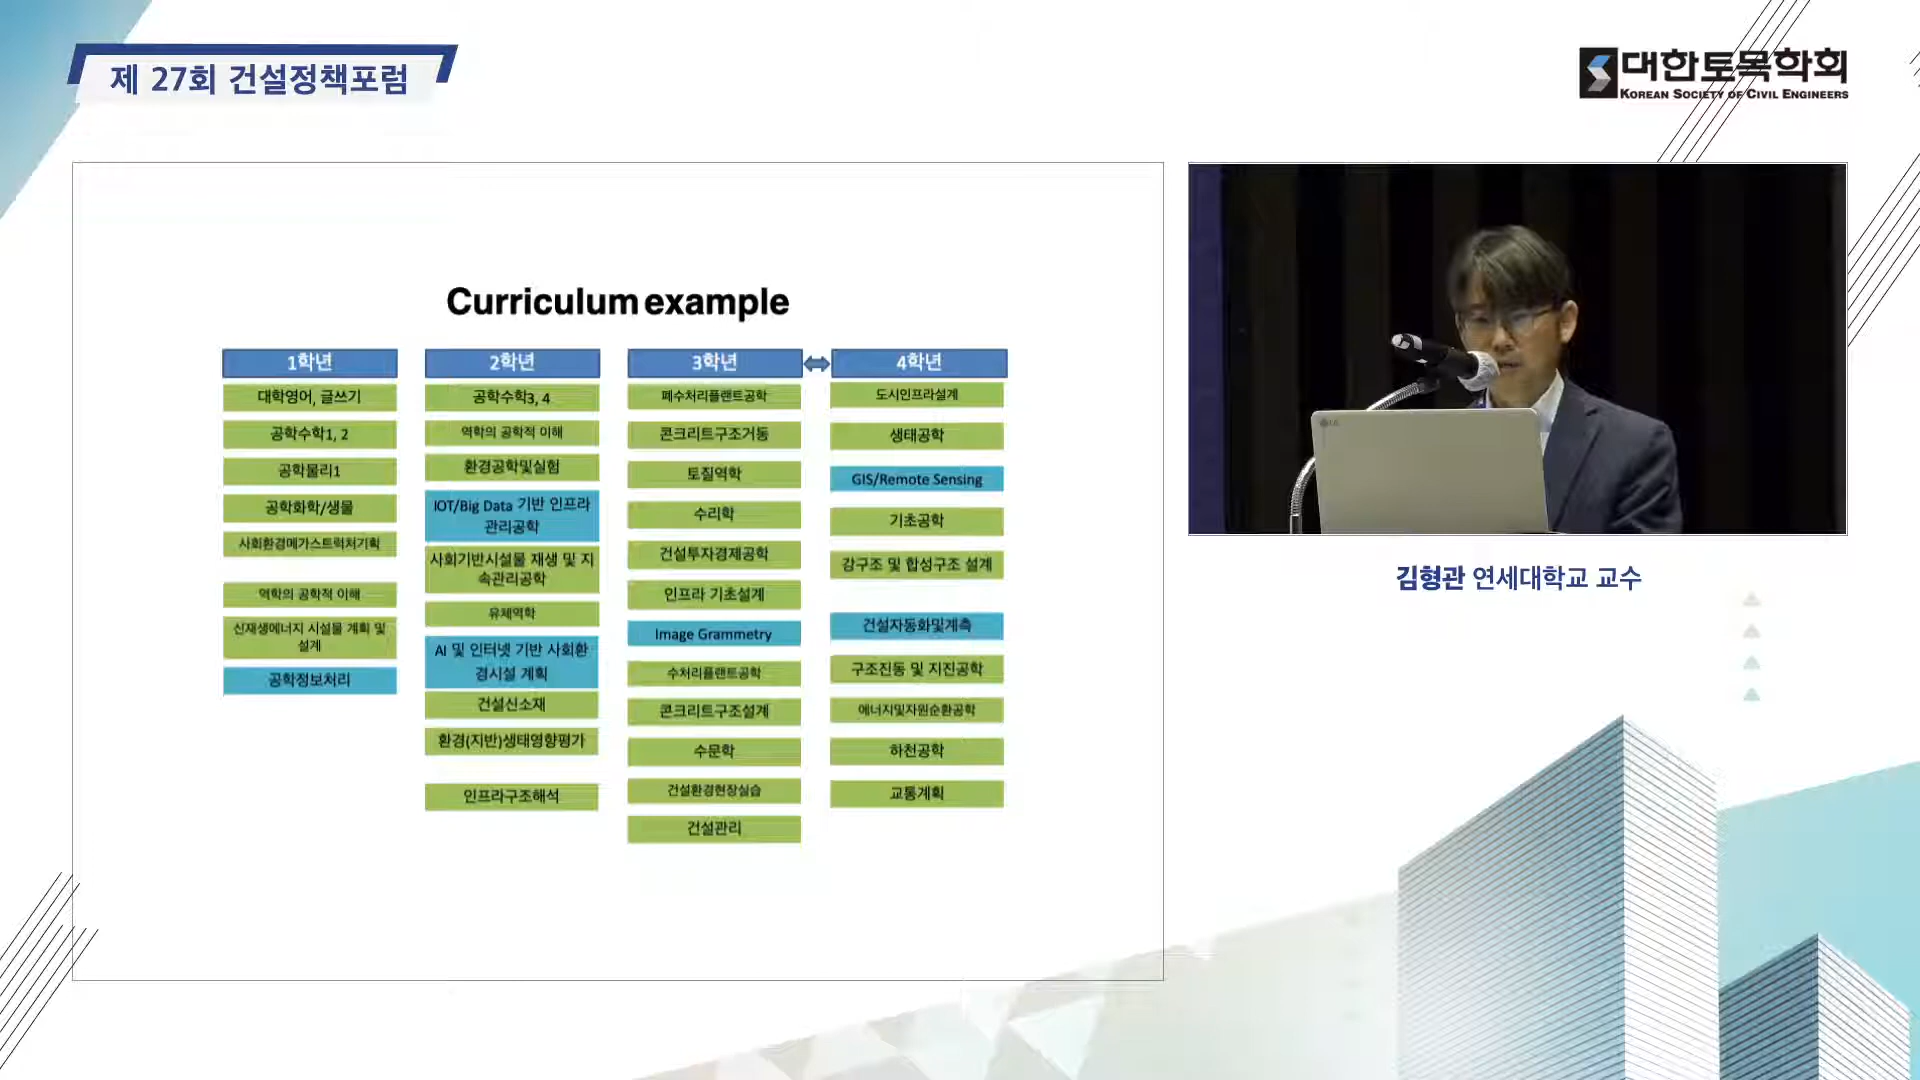 제 27회 건설정책포럼
대한토목학회
KOREAN SOCIETY OF CIVIL ENGINEERS
Curriculum example
1학년
대학영어, 글쓰기
공학수학1, 2
공학물리1
공학화학/생물
사회환경메가스트럭처기획
역학의 공학적 이해
신재생에너지 시설물 계획 및
설계
공학정보처리
2학년
공학수학3, 4
역학의 공학적 이해
환경공학및실험
IOT/Big Data 기반 인프라
관리공학
사회기반시설물 재생 및 지
속관리공학
유체역학
AI 및 인터넷 기반 사회환
경시설 계획
건설신소재
환경(지반)생태영향평가
인프라구조해석
3학년
폐수처리플랜트공학
콘크리트구조거동
토질역학
수리학
건설투자경제공학
인프라 기초설계
Image Grammetry
수처리플랜트공학
콘크리트구조설계
수문학
건설환경현장실습
건설관리
4학년
도시인프라설계
생태공학
GIS/Remote Sensing
기초공학
강구조 및 합성구조 설계
건설자동화및계측
구조진동 및 지진공학
에너지및자원순환공학
하천공학
교통계획
LG
김형관 연세대학교 교수